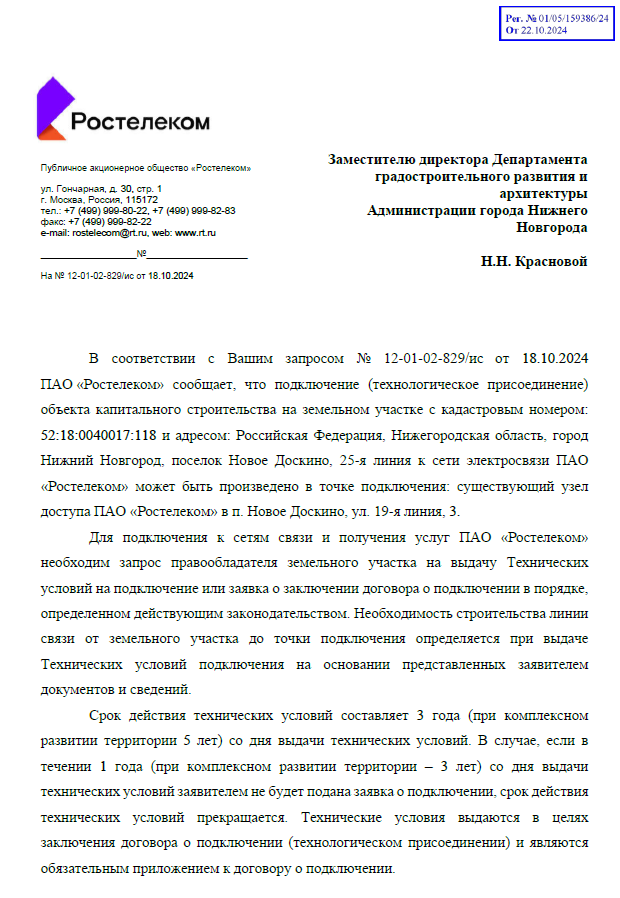 Рег. № 01/05/159386/24
От 22.10.2024
Ростелеком
Публичное акционерное общество «Ростелеком»
ул. Гончарная, д. 30, стр. 1
г. Москва, Россия, 115172
тел.: +7 (499) 999-80-22, +7 (499) 999-82-83
факс: +7 (499) 999-82-22
e-mail: rostelecom@rt.ru, web: www.rt.ru
___________________№____________________
На № 12-01-02-829/ис от 18.10.2024
Заместителю директора Департамента
градостроительного развития и
архитектуры
Администрации города Нижнего
Новгорода
Н.Н. Красновой
В соответствии с Вашим запросом № 12-01-02-829/ис от 18.10.2024
ПАО «Ростелеком» сообщает, что подключение (технологическое присоединение)
объекта капитального строительства на земельном участке с кадастровым номером:
52:18:0040017:118 и адресом: Российская Федерация, Нижегородская область, город
Нижний Новгород, поселок Новое Доскино, 25-я линия к сети электросвязи ПАО
«Ростелеком» может быть произведено в точке подключения: существующий узел
доступа ПАО «Ростелеком» в п. Новое Доскино, ул. 19-я линия, 3.
Для подключения к сетям связи и получения услуг ПАО «Ростелеком»
необходим запрос правообладателя земельного участка на выдачу Технических
условий на подключение или заявка о заключении договора о подключении в порядке,
определенном действующим законодательством. Необходимость строительства линии
связи от земельного участка до точки подключения определяется при выдаче
Технических условий подключения на основании представленных заявителем
документов и сведений.
Срок действия технических условий составляет 3 года (при комплексном
развитии территории 5 лет) со дня выдачи технических условий. В случае, если в
течении 1 года (при комплексном развитии территории – 3 лет) со дня выдачи
технических условий заявителем не будет подана заявка о подключении, срок действия
технических условий прекращается. Технические условия выдаются в целях
заключения договора о подключении (технологическом присоединении) и являются
обязательным приложением к договору о подключении.